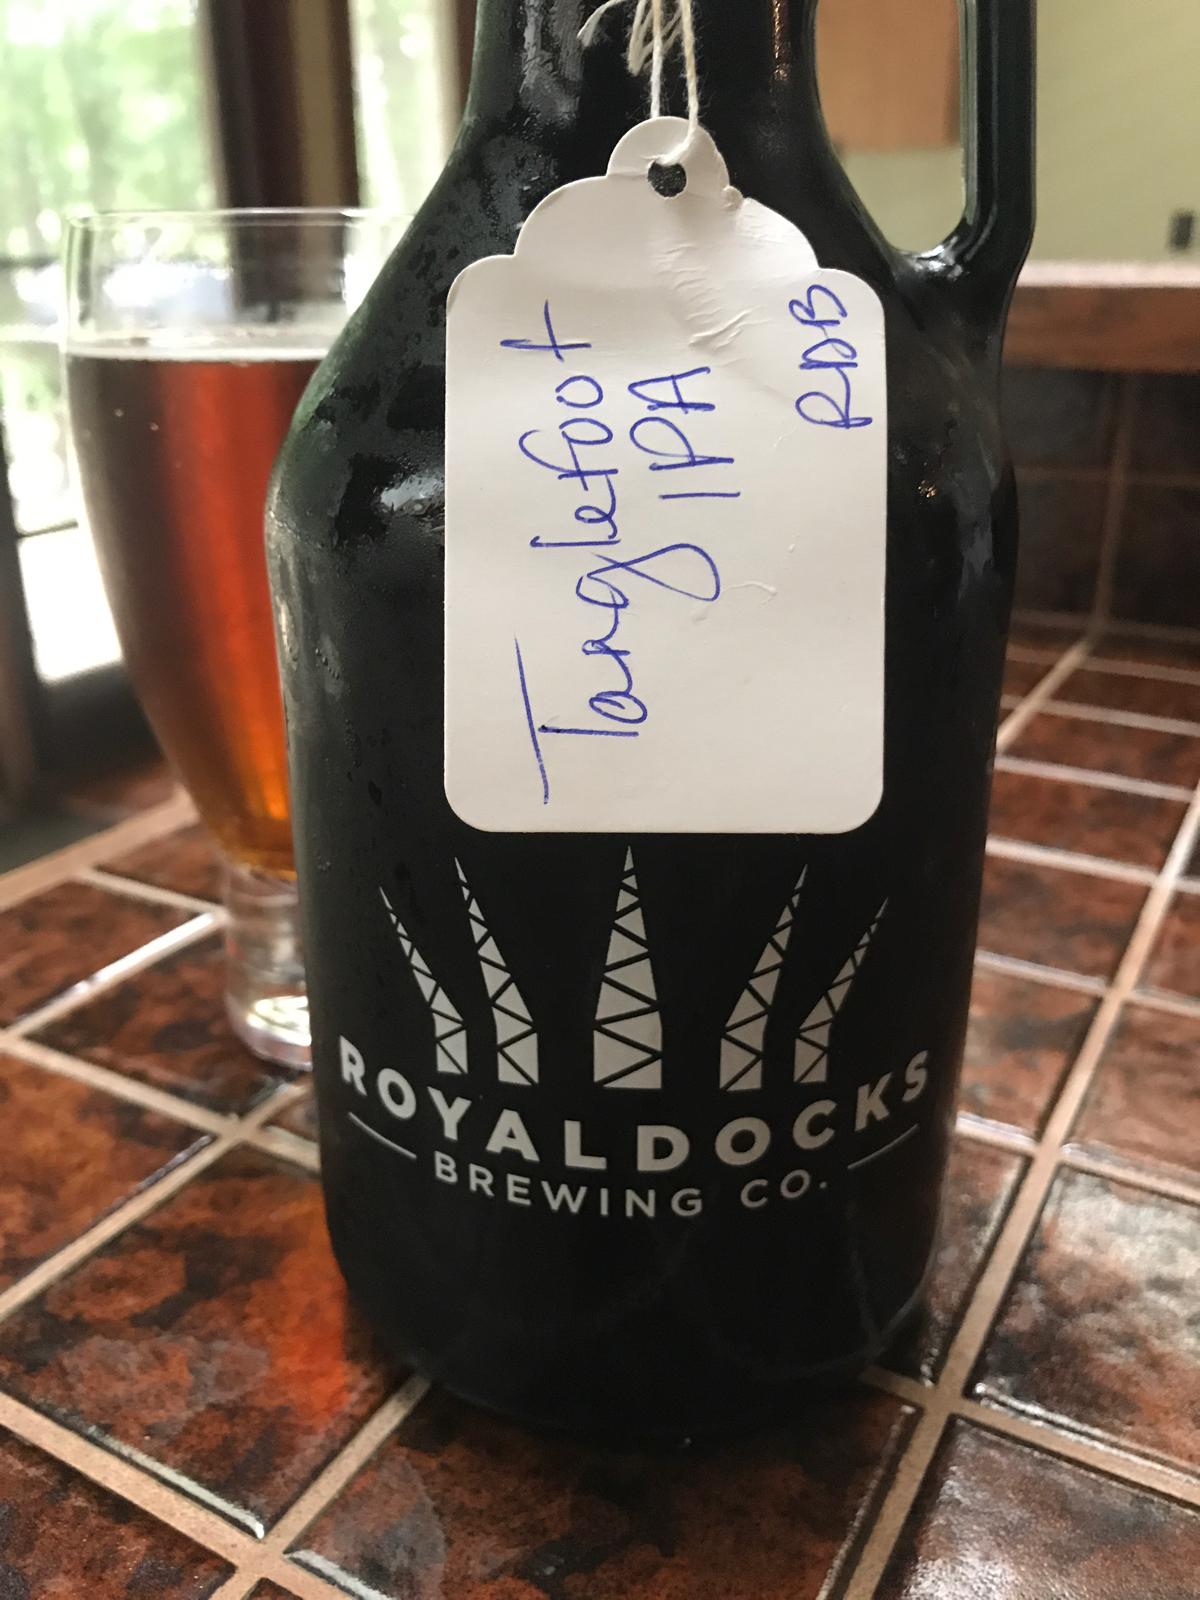 Tanglefoot
IPA
RDB
ROYALDOCKS
BREWING CO.